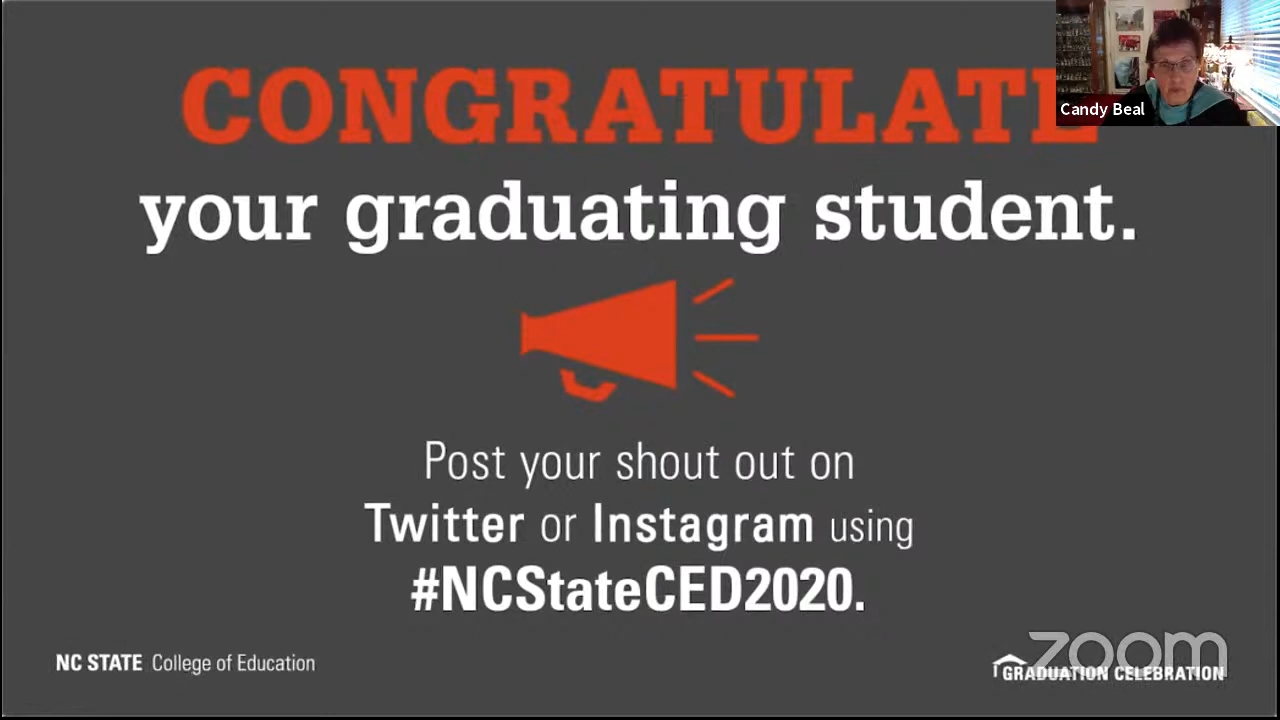 CONGRATULATE
Candy Beal
your graduating student.
Post your shout out on
Twitter or Instagram using
#NCStateCED2020.
NC STATE College of Education
zoom
GRADUATION CELEBRATION